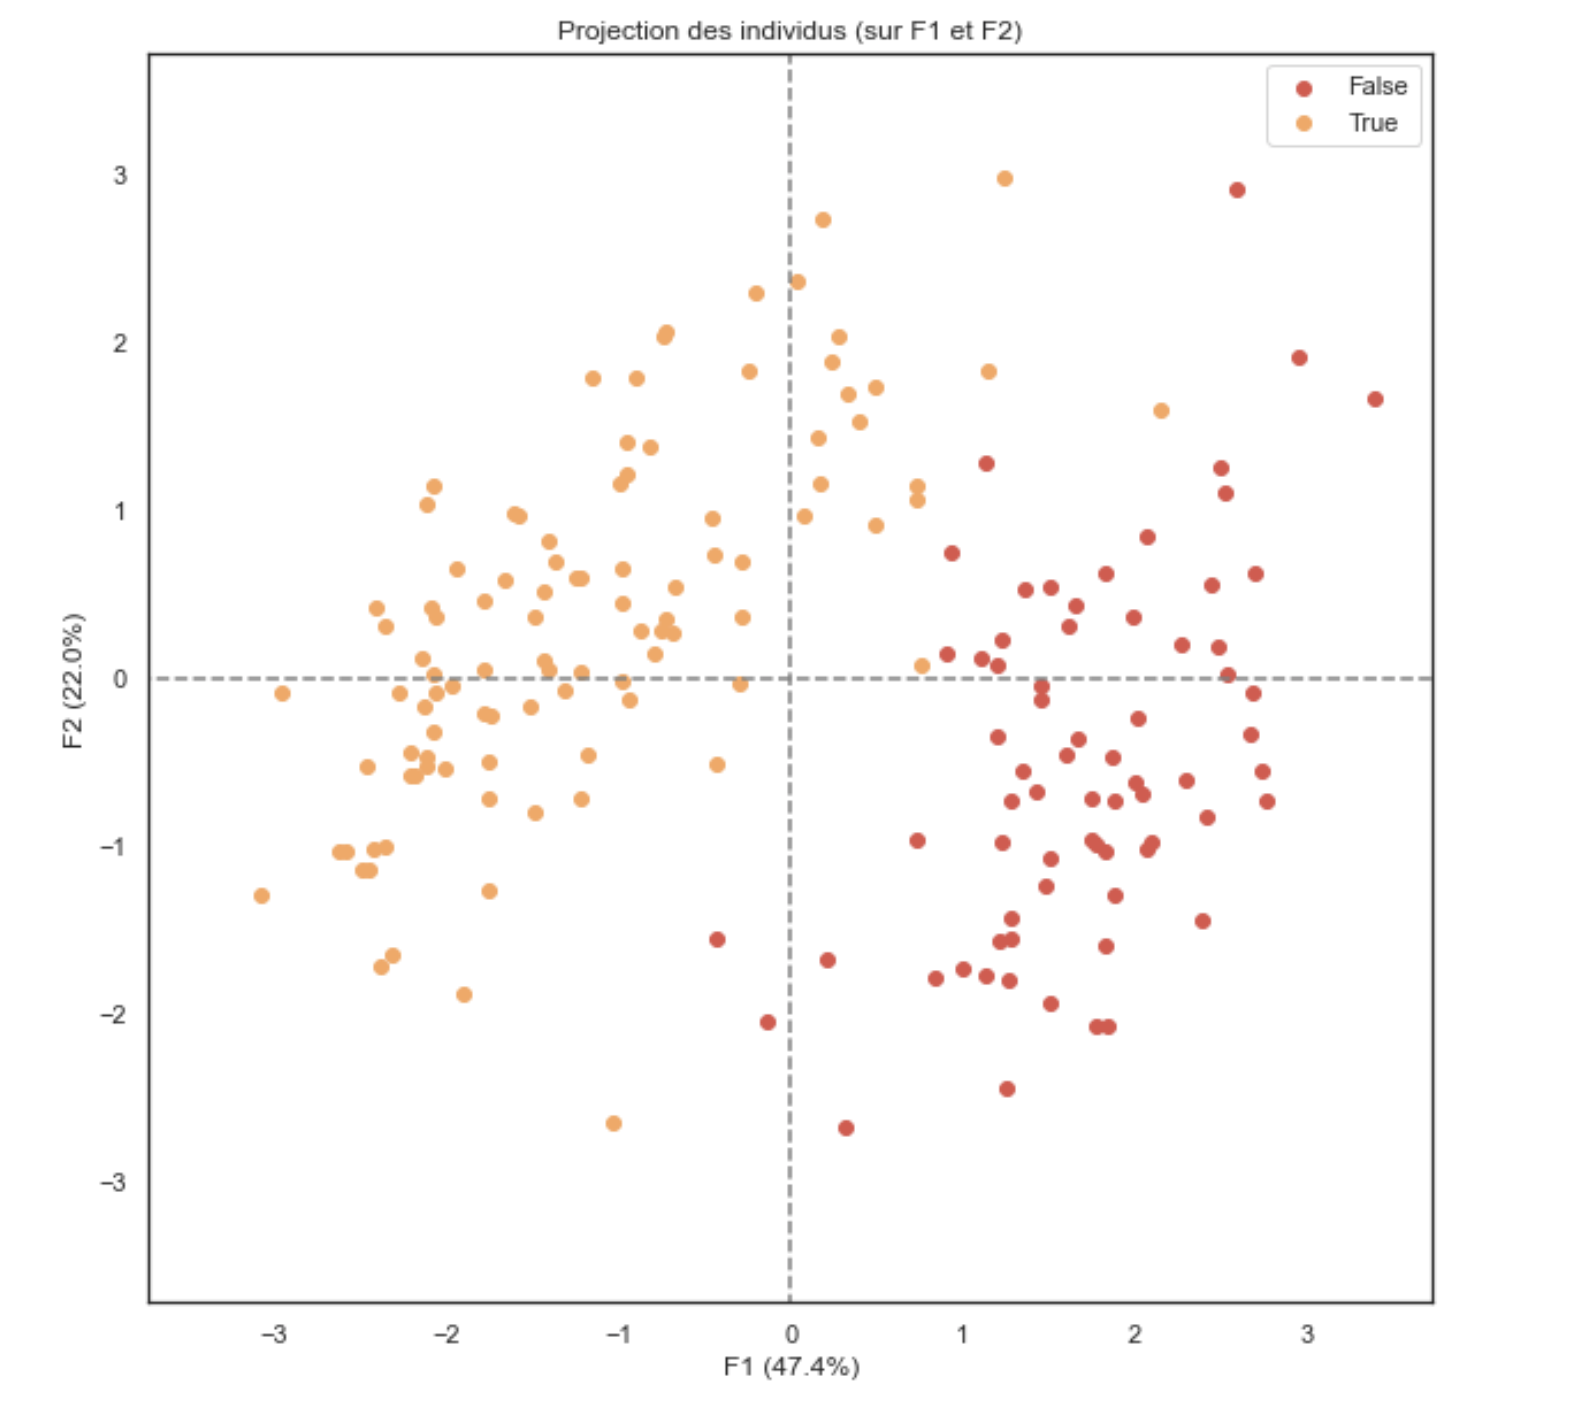 Projection des individus (sur F1 et F2)
False
True
3
2
1
0
−1
−2
−3
F2 (22.0%)
−3 −2 −1 0 1 2 3
F1 (47.4%)